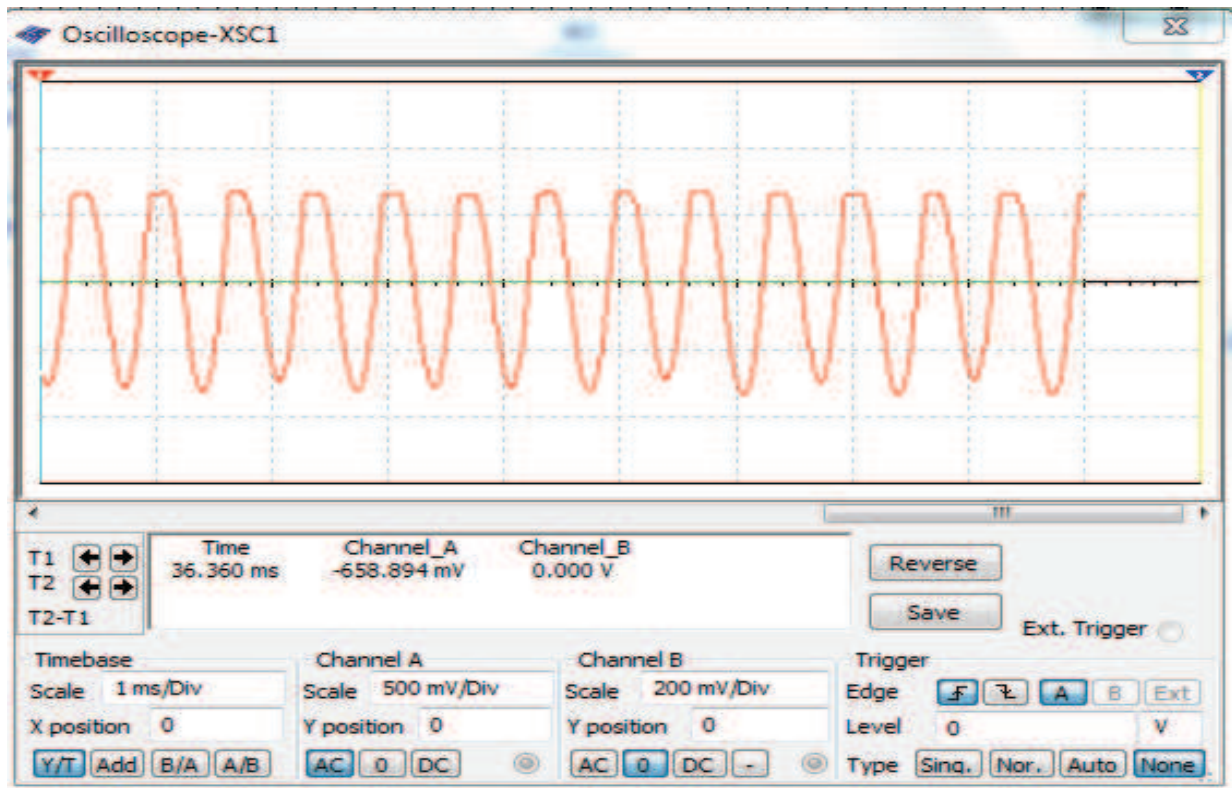 Oscilloscope-XSC1
1
2
T1
T2
T2-T1
Time Channel_A Channel_B
36.360 ms -658.894 mV 0.000 V
Reverse
Save
Ext. Trigger
Timebase Channel A Channel B Trigger
Scale 1 ms/Div Scale 500 mV/Div Scale 200 mV/Div Edge A B Ext
X position 0 Y position 0 Y position 0 Level 0 V
Y/T Add B/A A/B AC 0 DC AC 0 DC - Type Sing. Nor. Auto None